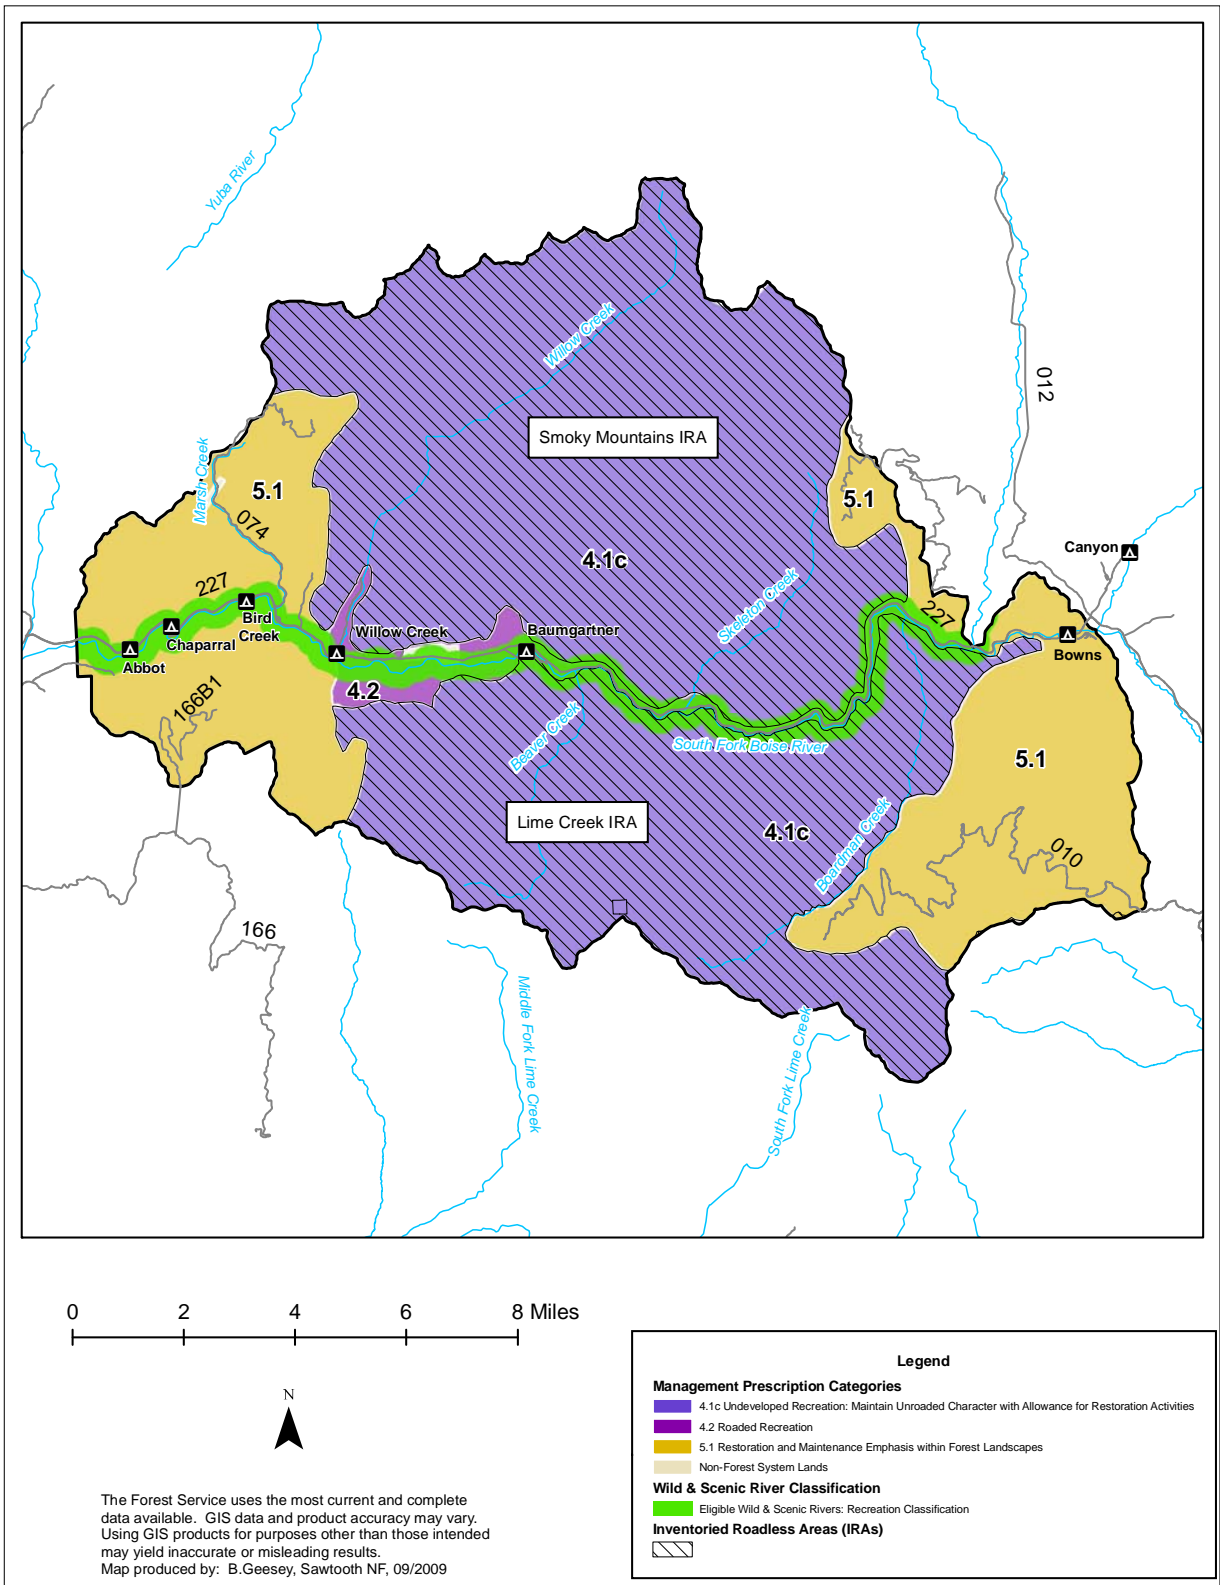 Yuba River
Willow Creek
012
Smoky Mountains IRA
Marsh Creek
5.1
5.1
074
Canyon
4.1c
227
Skeleton Creek
Bird
Creek
Chaparral
Willow Creek
Baumgartner
227
Bowns
Abbot
4.2
166B1
Beaver Creek
South Fork Boise River
5.1
Lime Creek IRA
4.1c
Boardman Creek
010
166
Middle Fork Lime Creek
South Fork Lime Creek
0 2 4 6 8 Miles
N
The Forest Service uses the most current and complete
data available. GIS data and product accuracy may vary.
Using GIS products for purposes other than those intended
may yield inaccurate or misleading results.
Map produced by: B.Geesey, Sawtooth NF, 09/2009
Legend
Management Prescription Categories
4.1c Undeveloped Recreation: Maintain Unroaded Character with Allowance for Restoration Activities
4.2 Roaded Recreation
5.1 Restoration and Maintenance Emphasis within Forest Landscapes
Non-Forest System Lands
Wild & Scenic River Classification
Eligible Wild & Scenic Rivers: Recreation Classification
Inventoried Roadless Areas (IRAs)